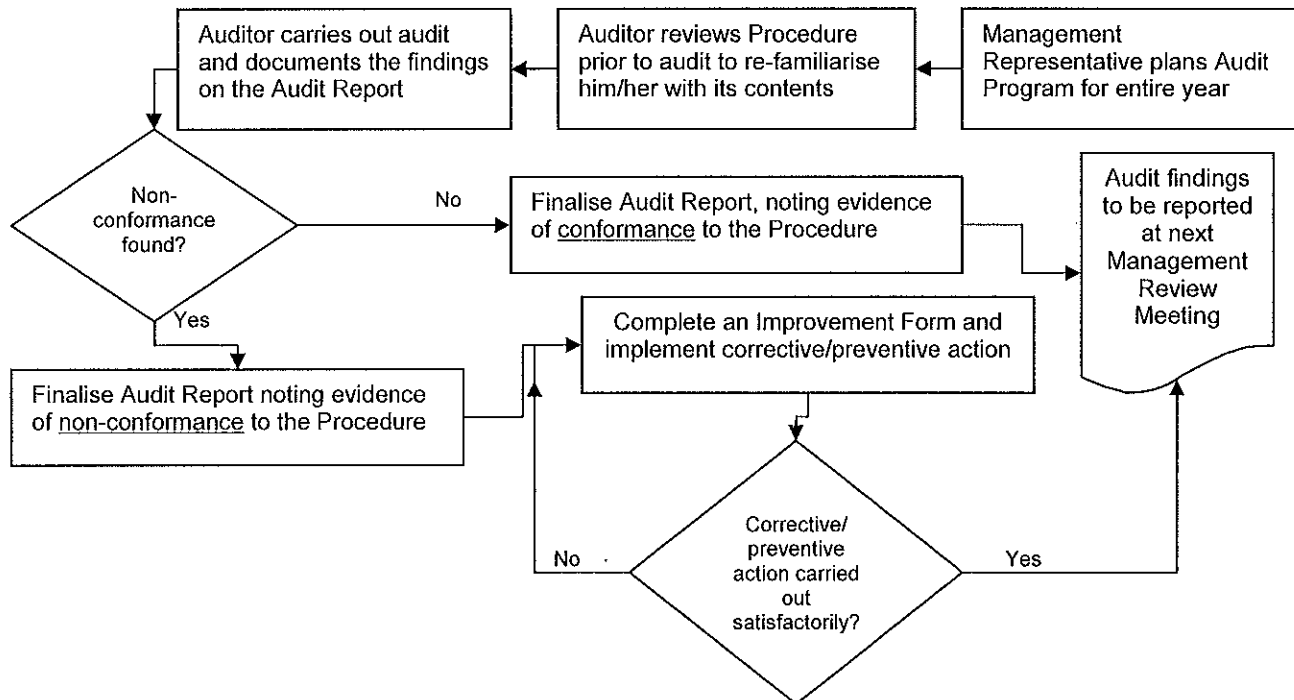 Auditor carries out audit
and documents the findings
on the Audit Report
Auditor reviews Procedure
prior to audit to re-familiarise
him/her with its contents
Management
Representative plans Audit
Program for entire year
Non-
conformance
found?
No
Finalise Audit Report, noting evidence
of conformance to the Procedure
Audit findings
to be reported
at next
Management
Review
Meeting
Yes
Finalise Audit Report noting evidence
of non-conformance to the Procedure
Complete an Improvement Form and
implement corrective/preventive action
Corrective/
preventive
action carried
out
satisfactorily?
No
Yes